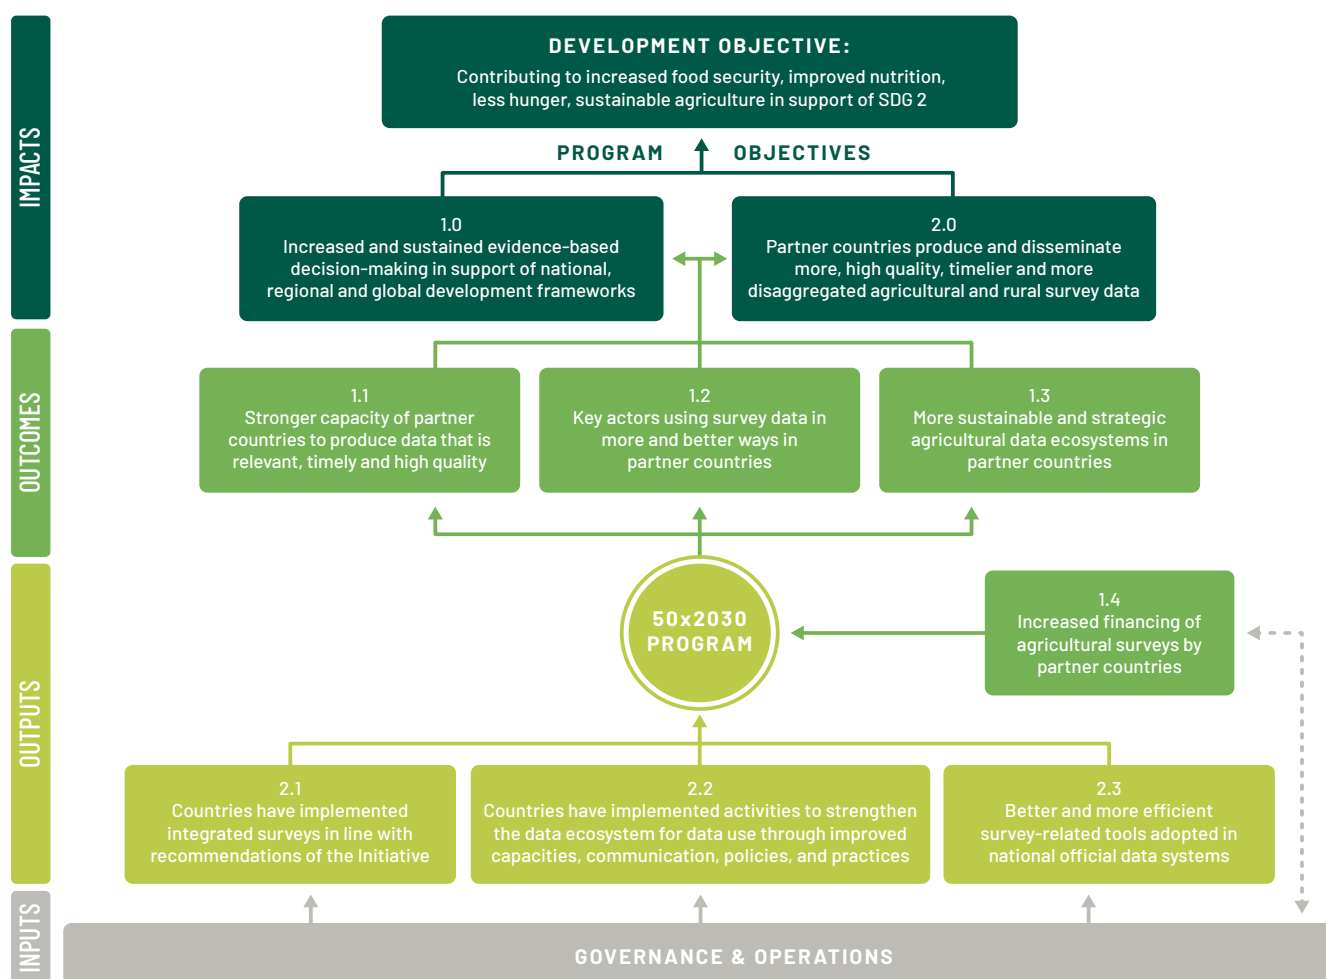 IMPACTS
DEVELOPMENT OBJECTIVE:
Contributing to increased food security, improved nutrition,
less hunger, sustainable agriculture in support of SDG 2
PROGRAM OBJECTIVES
1.0
Increased and sustained evidence-based
decision-making in support of national,
regional and global development frameworks
2.0
Partner countries produce and disseminate
more, high quality, timelier and more
disaggregated agricultural and rural survey data
OUTCOMES
1.1
Stronger capacity of partner
countries to produce data that is
relevant, timely and high quality
1.2
Key actors using survey data in
more and better ways in
partner countries
1.3
More sustainable and strategic
agricultural data ecosystems in
partner countries
OUTPUTS
50x2030
PROGRAM
1.4
Increased financing of
agricultural surveys by
partner countries
2.1
Countries have implemented
integrated surveys in line with
recommendations of the Initiative
2.2
Countries have implemented activities to strengthen
the data ecosystem for data use through improved
capacities, communication, policies, and practices
2.3
Better and more efficient
survey-related tools adopted in
national official data systems
INPUTS
GOVERNANCE & OPERATIONS